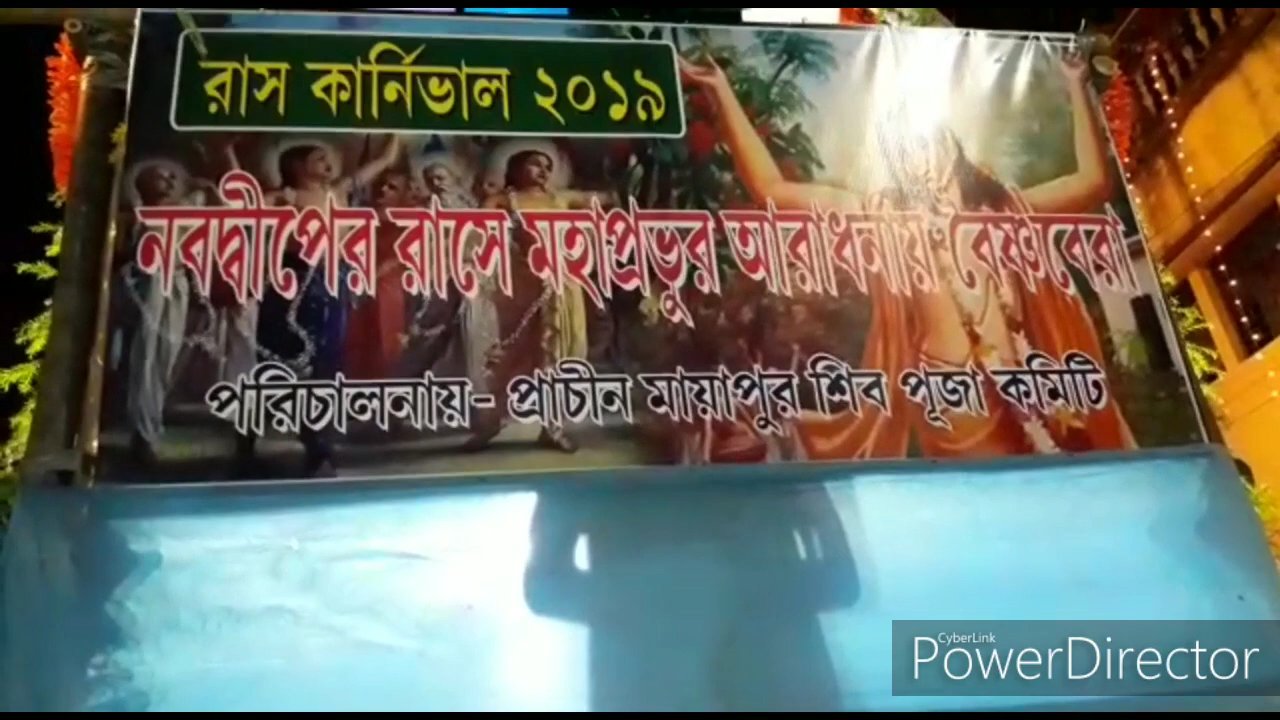 রাস কার্নিভাল ২০১৯
নবদ্বীপের রাসে মহাপ্রভুর আরাধনায় বৈষ্ণবেরা
পরিচালনায়- প্রাচীন মায়াপুর শিব পূজা কমিটি
CyberLink
PowerDirector